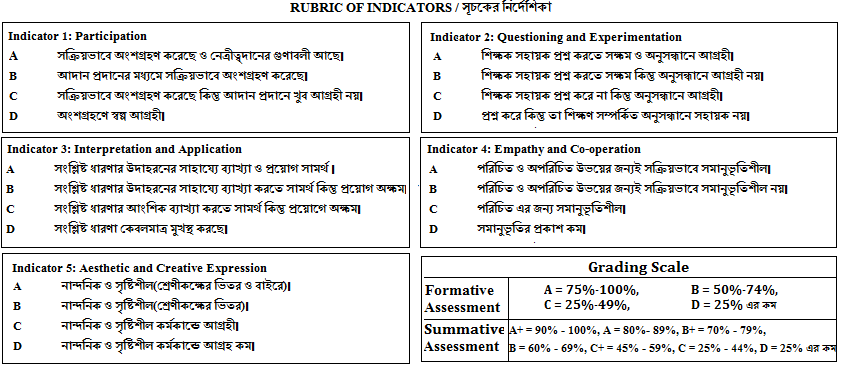 RUBRIC OF INDICATORS / সূচকের নির্দেশিকা
Indicator 1: Participation
A সক্রিয়ভাবে অংশগ্রহণ করেছে ও নেত্রীত্বদানের গুণাবলী আছে।
B আদান প্রদানের মধ্যমে সক্রিয়ভাবে অংশগ্রহণ করেছে।
C সক্রিয়ভাবে অংশগ্রহণ করেছে কিন্তু আদান প্রদানে খুব আগ্রহী নয়।
D অংশগ্রহণে স্বল্প আগ্রহী।
Indicator 2: Questioning and Experimentation
A শিক্ষক সহায়ক প্রশ্ন করতে সক্ষম ও অনুসন্ধানে আগ্রহী।
B শিক্ষক সহায়ক প্রশ্ন করতে সক্ষম কিন্তু অনুসন্ধানে আগ্রহী নয়।
C শিক্ষক সহায়ক প্রশ্ন করে না কিন্তু অনুসন্ধানে আগ্রহী।
D প্রশ্ন করে কিন্তু তা শিক্ষণ সম্পর্কিত অনুসন্ধানে সহায়ক নয়।
Indicator 3: Interpretation and Application
A সংশ্লিষ্ট ধারণার উদাহরনের সাহায্যে ব্যাখ্যা ও প্রয়োগ সামর্থ।
B সংশ্লিষ্ট ধারণার উদাহরনের সাহায্যে ব্যাখ্যা করতে সামর্থ কিন্তু প্রয়োগ অক্ষম।
C সংশ্লিষ্ট ধারণার আংশিক ব্যাখ্যা করতে সামর্থ কিন্তু প্রয়োগে অক্ষম।
D সংশ্লিষ্ট ধারণা কেবলমাত্র মুখস্থ করছে।
Indicator 4: Empathy and Co-operation
A পরিচিত ও অপরিচিত উভয়ের জন্যই সক্রিয়ভাবে সমানুভূতিশীল।
B পরিচিত ও অপরিচিত উভয়ের জন্যই সক্রিয়ভাবে সমানুভূতিশীল নয়।
C পরিচিত এর জন্য সমানুভূতিশীল।
D সমানুভূতির প্রকাশ কম।
Indicator 5: Aesthetic and Creative Expression
A নান্দনিক ও সৃষ্টিশীল(শ্রেণীকক্ষের ভিতর ও বাইরে)।
B নান্দনিক ও সৃষ্টিশীল(শ্রেণীকক্ষের ভিতর)।
C নান্দনিক ও সৃষ্টিশীল কর্মকান্ডে আগ্রহী।
D নান্দনিক ও সৃষ্টিশীল কর্মকান্ডে আগ্রহ কম।
Grading Scale
Formative Assessment A = 75%-100%, B = 50%-74%,
C = 25%-49%, D = 25% এর কম
Summative Assessment A+ = 90% - 100%, A = 80%- 89%, B+ = 70% - 79%,
B = 60% - 69%, C+ = 45% - 59%, C = 25% - 44%, D = 25% এর কম